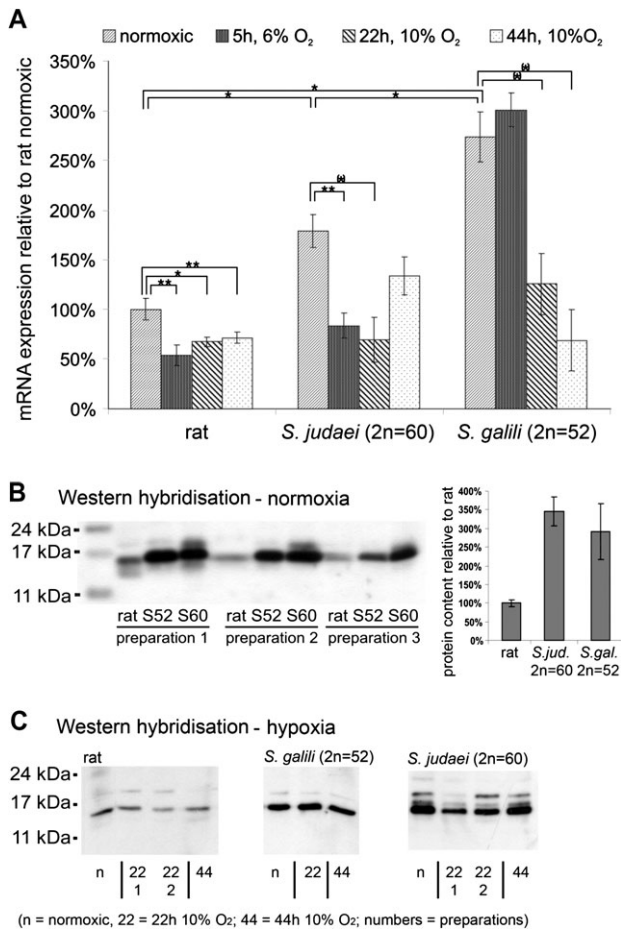 A
normoxic 5h, 6% O₂ 22h, 10% O₂ 44h, 10%O₂
mRNA expression relative to rat normoxic
350%
300%
250%
200%
150%
100%
50%
0%
** * ** * * * ** (*) (*) (*)
rat S. judaei (2n=60) S. galili (2n=52)
B
Western hybridisation - normoxia
24 kDa-
17 kDa-
11 kDa-
rat S52 S60 rat S52 S60 rat S52 S60
preparation 1 preparation 2 preparation 3
protein content relative to rat
400%
350%
300%
250%
200%
150%
100%
50%
0%
rat S.jud. S.gal.
2n=60 2n=52
C
Western hybridisation - hypoxia
rat S. galili (2n=52) S. judaei (2n=60)
24 kDa-
17 kDa-
11 kDa-
n 22 22 44 n 22 44 n 22 22 44
1 2 1 2
(n = normoxic, 22 = 22h 10% O₂; 44 = 44h 10% O₂; numbers = preparations)